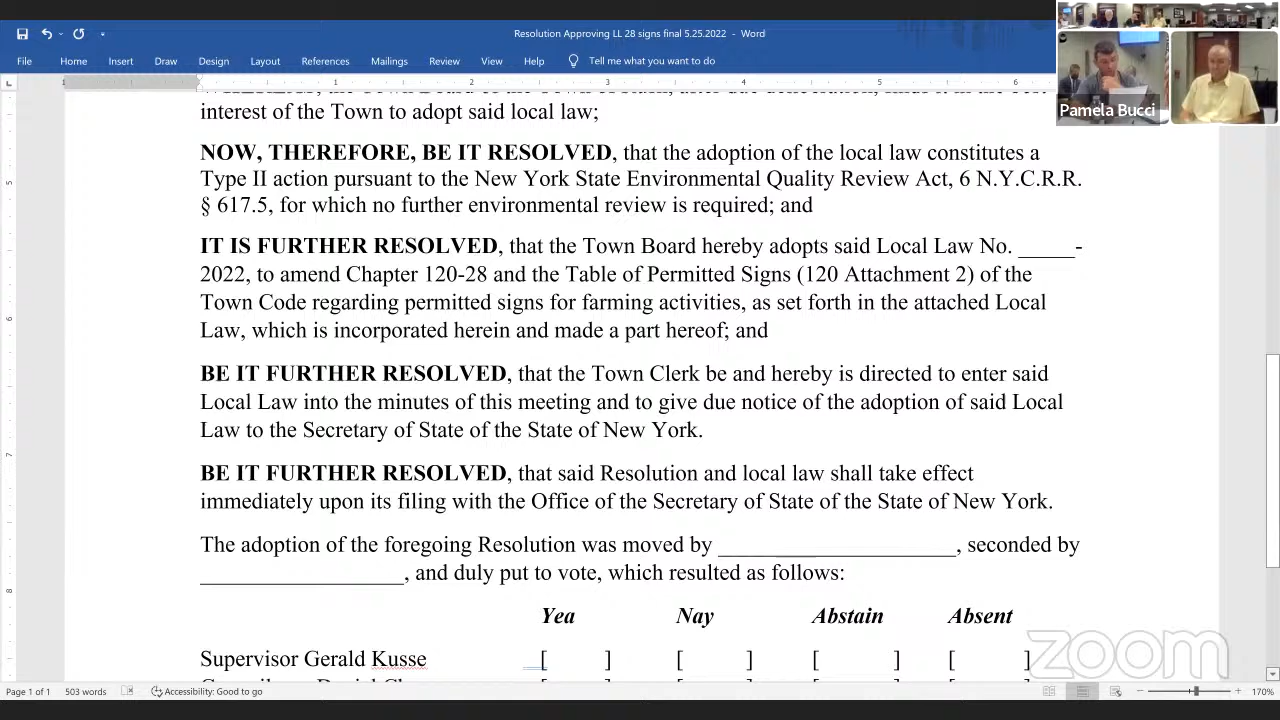 Resolution Approving LL 28 signs final 5.25.2022 - Word
File Home Insert Draw Design Layout References Mailings Review View Help Tell me what you want to do
Pamela Bucci
1 1 2 3 4 5 6
interest of the Town to adopt said local law;
NOW, THEREFORE, BE IT RESOLVED, that the adoption of the local law constitutes a
Type II action pursuant to the New York State Environmental Quality Review Act, 6 N.Y.C.R.R.
§ 617.5, for which no further environmental review is required; and
IT IS FURTHER RESOLVED, that the Town Board hereby adopts said Local Law No. _____-
2022, to amend Chapter 120-28 and the Table of Permitted Signs (120 Attachment 2) of the
Town Code regarding permitted signs for farming activities, as set forth in the attached Local
Law, which is incorporated herein and made a part hereof; and
BE IT FURTHER RESOLVED, that the Town Clerk be and hereby is directed to enter said
Local Law into the minutes of this meeting and to give due notice of the adoption of said Local
Law to the Secretary of State of the State of New York.
BE IT FURTHER RESOLVED, that said Resolution and local law shall take effect
immediately upon its filing with the Office of the Secretary of State of the State of New York.
The adoption of the foregoing Resolution was moved by _____________________, seconded by
__________________, and duly put to vote, which resulted as follows:
Yea Nay Abstain Absent
Supervisor Gerald Kusse [ ] [ ] [ ] [ ]
zoom
Page 1 of 1 503 words Accessibility: Good to go 170%